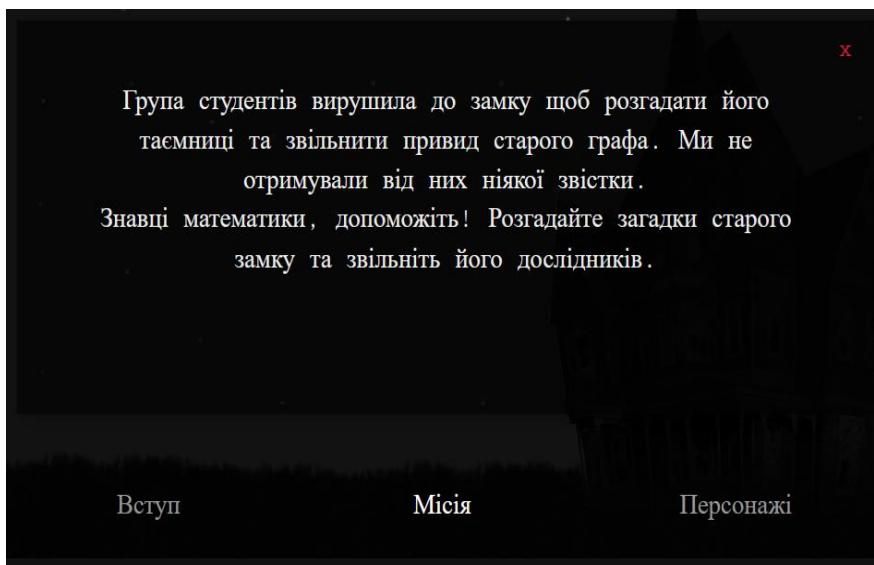 x
Група студентів вирушила до замку щоб розгадати його
таємниці та звільнити привид старого графа. Ми не
отримували від них ніякої звістки.
Знавці математики, допоможіть! Розгадайте загадки старого
замку та звільніть його дослідників.
Вступ
Місія
Персонажі